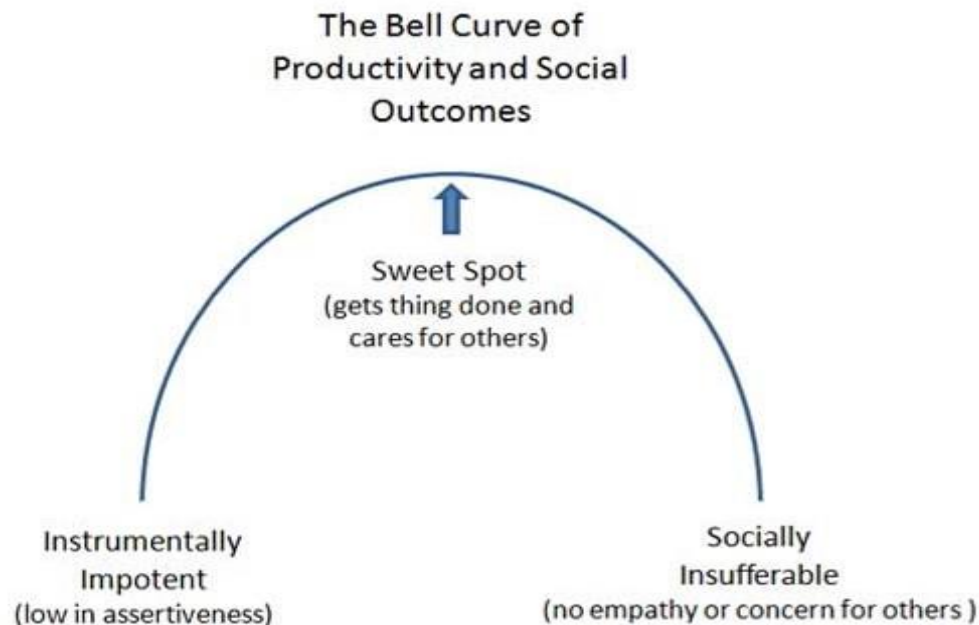 The Bell Curve of
Productivity and Social
Outcomes
Sweet Spot
(gets thing done and
cares for others)
Instrumentally
Impotent
(low in assertiveness)
Socially
Insufferable
(no empathy or concern for others )